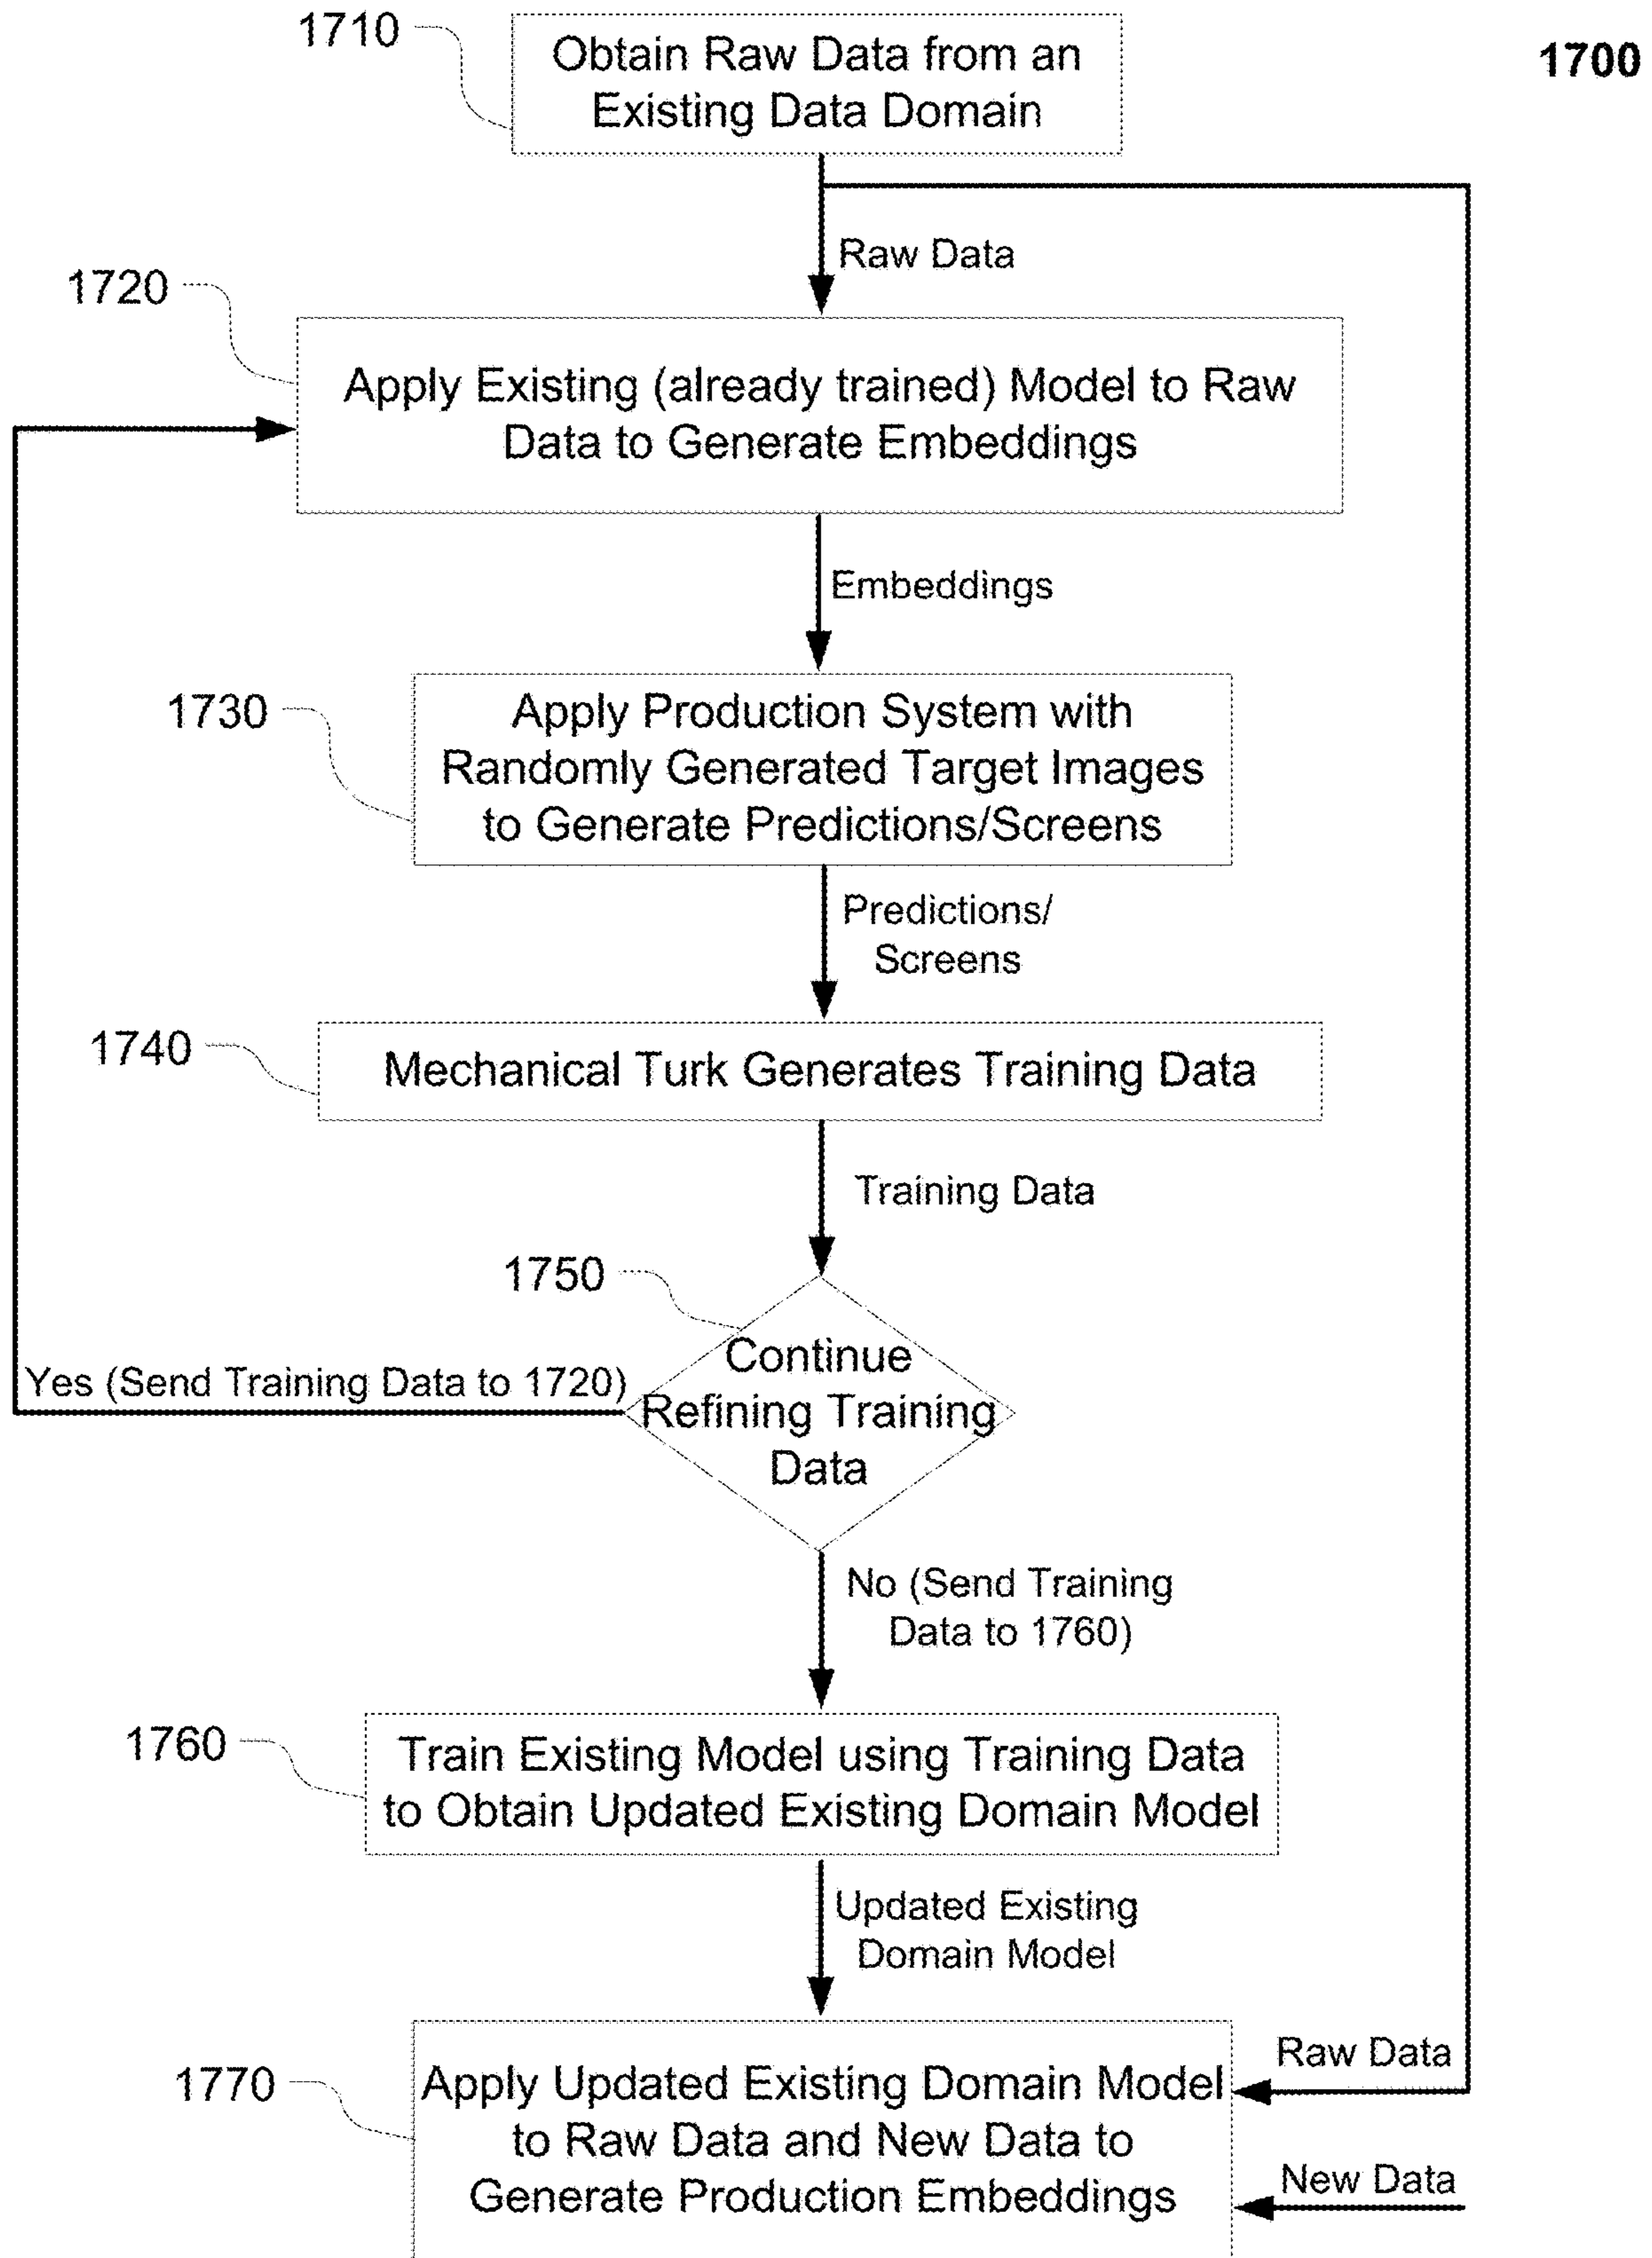 1710
Obtain Raw Data from an
Existing Data Domain
1700
Raw Data
1720
Apply Existing (already trained) Model to Raw
Data to Generate Embeddings
Embeddings
1730
Apply Production System with
Randomly Generated Target Images
to Generate Predictions/Screens
Predictions/
Screens
1740
Mechanical Turk Generates Training Data
Training Data
1750
Continue
Refining Training
Data
Yes (Send Training Data to 1720)
No (Send Training
Data to 1760)
1760
Train Existing Model using Training Data
to Obtain Updated Existing Domain Model
Updated Existing
Domain Model
1770
Apply Updated Existing Domain Model
to Raw Data and New Data to
Generate Production Embeddings
Raw Data
New Data